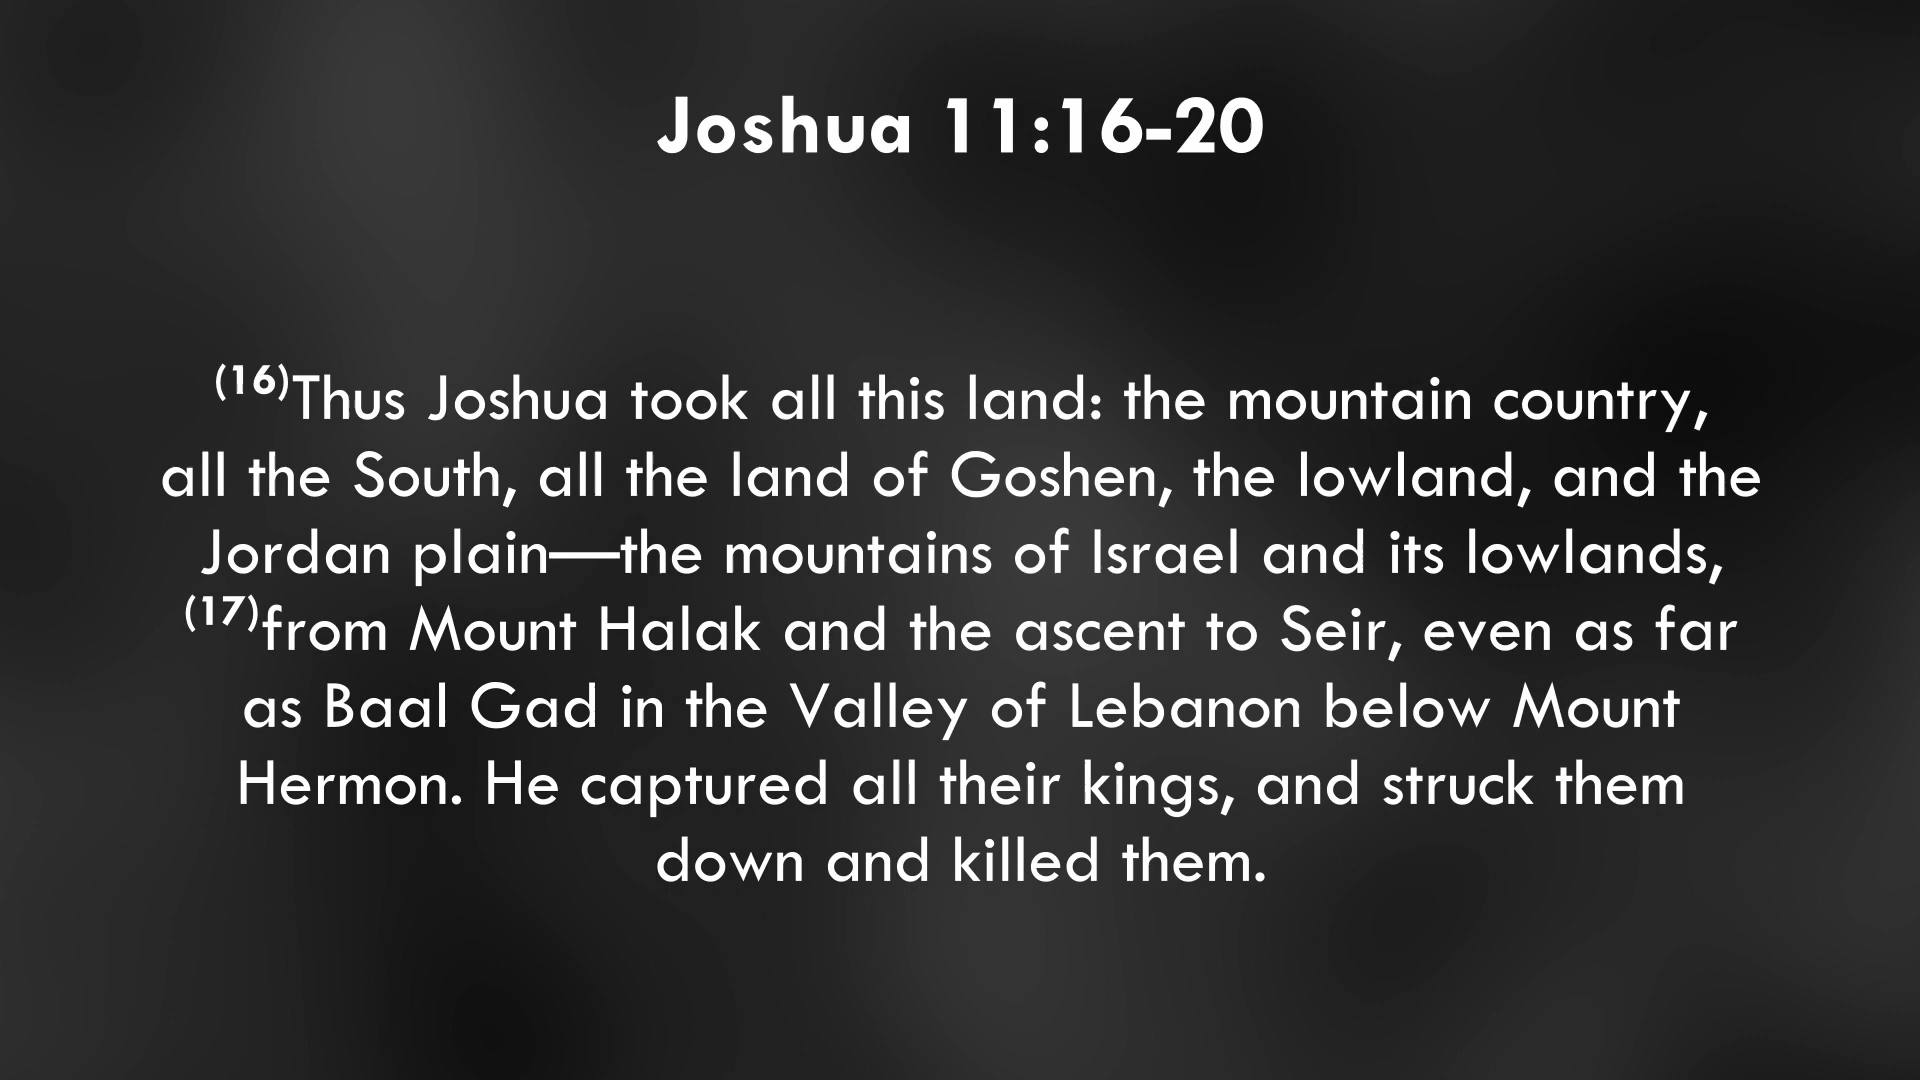 Joshua 11:16-20
(16)Thus Joshua took all this land: the mountain country,
all the South, all the land of Goshen, the lowland, and the
Jordan plain—the mountains of Israel and its lowlands,
(17)from Mount Halak and the ascent to Seir, even as far
as Baal Gad in the Valley of Lebanon below Mount
Hermon. He captured all their kings, and struck them
down and killed them.